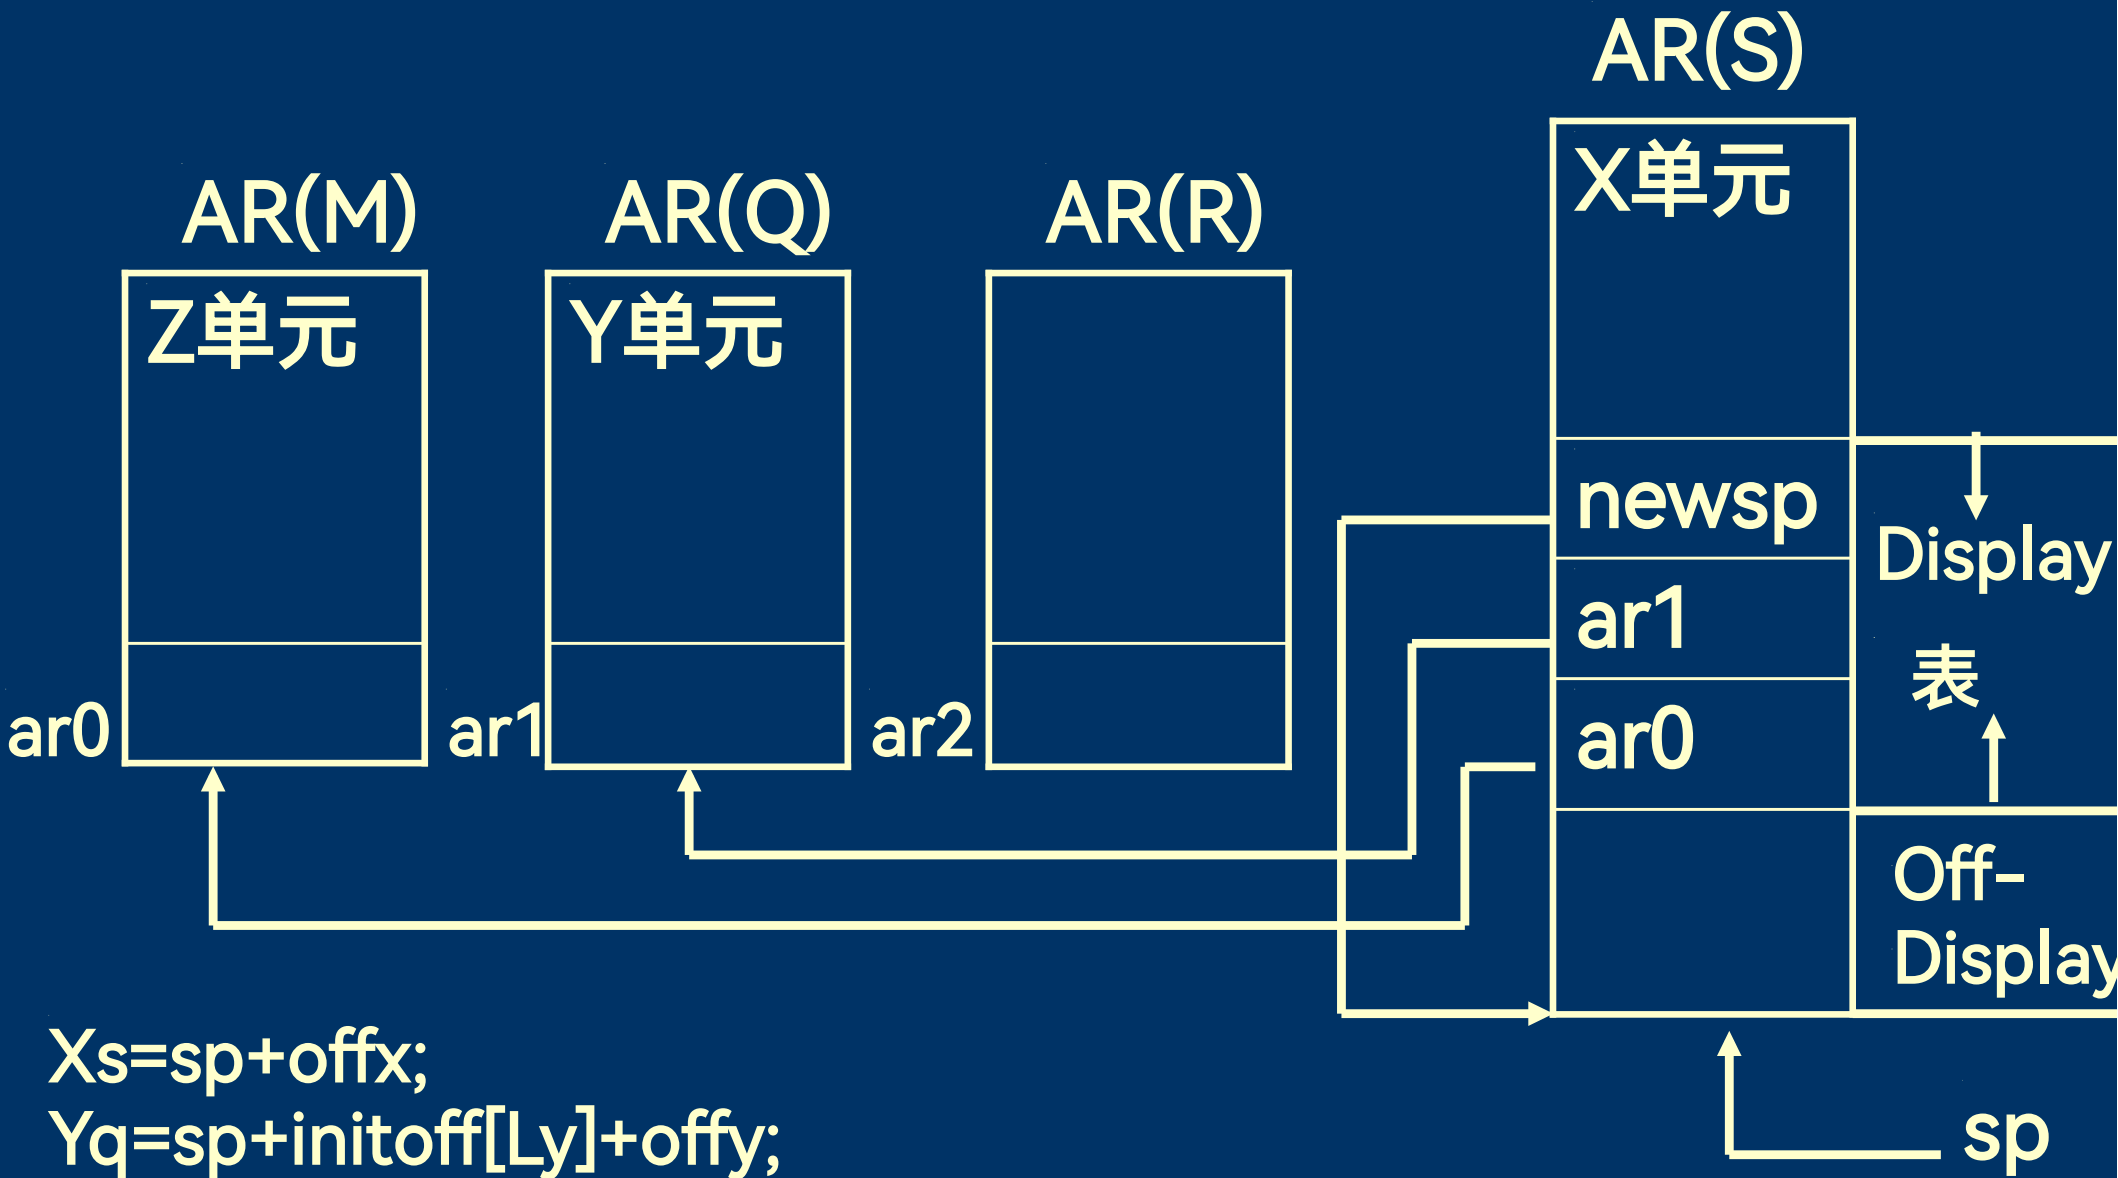 AR(S)
AR(M)
AR(Q)
AR(R)
X单元
Z单元
Y单元
newsp
Display
ar1
表
ar0
ar1
ar2
ar0
Off-
Display
Xs=sp+offx;
Yq=sp+initoff[Ly]+offy;
sp